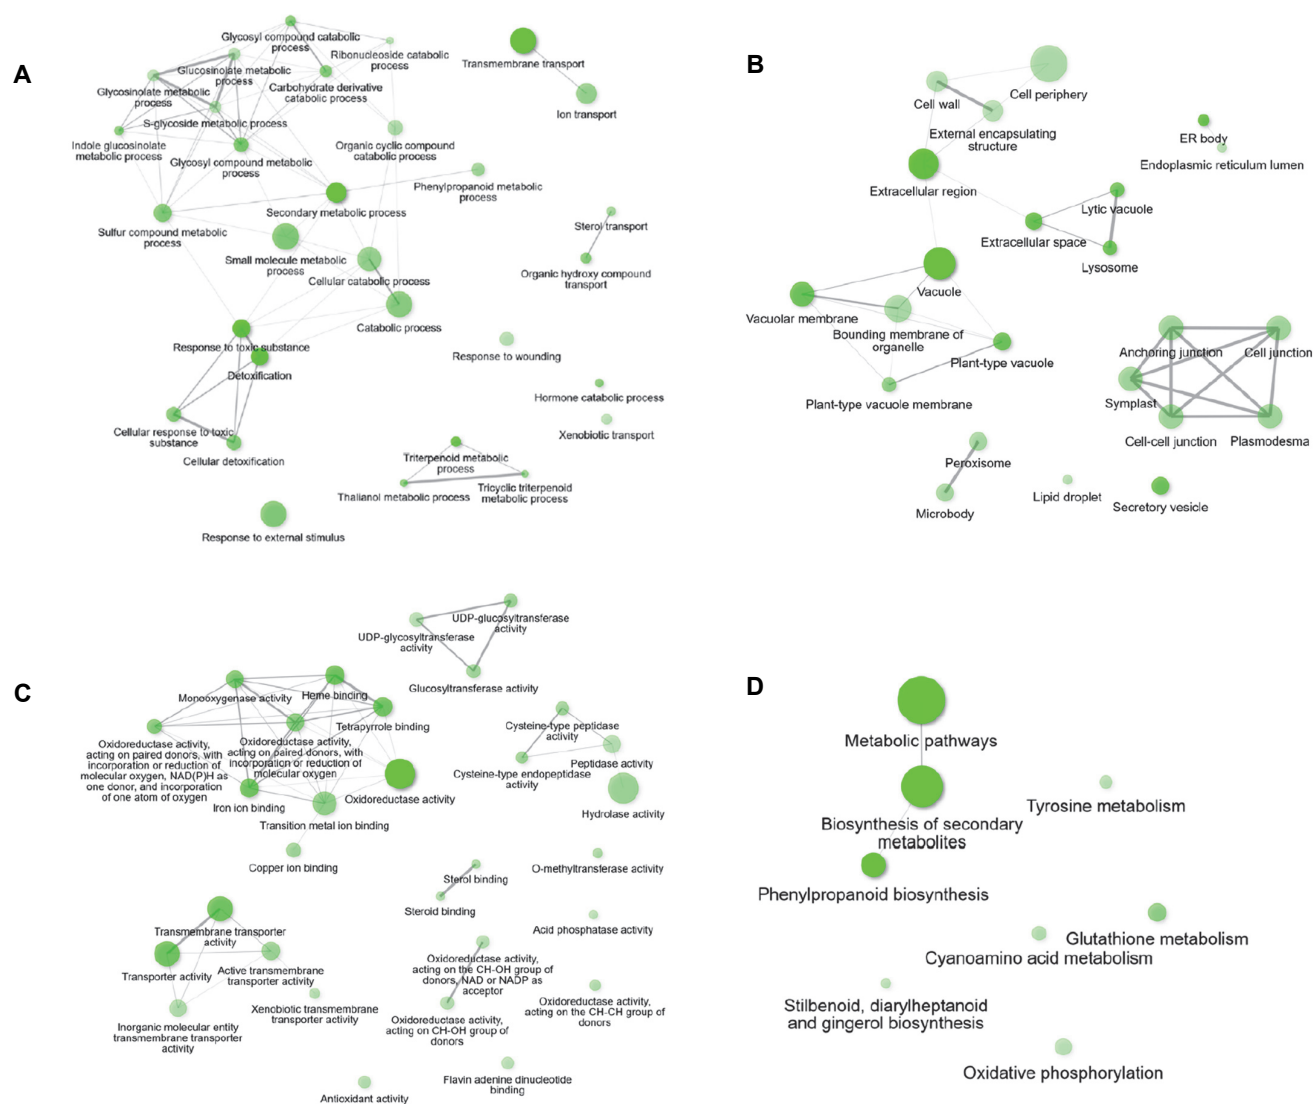 A
Glycosyl compound catabolic
process
Ribonucleoside catabolic
process
Glucosinolate metabolic
process
Carbohydrate derivative
catabolic process
Glycosinolate metabolic
process
S-glycoside metabolic process
Indole glucosinolate
metabolic process
Glycosyl compound metabolic
process
Organic cyclic compound
catabolic process
Phenylpropanoid metabolic
process
Secondary metabolic process
Sulfur compound metabolic
process
Small molecule metabolic
process
Cellular catabolic process
Catabolic process
Response to toxic substance
Detoxification
Cellular response to toxic
substance
Cellular detoxification
Response to external stimulus
Transmembrane transport
Ion transport
Sterol transport
Organic hydroxy compound
transport
Response to wounding
Hormone catabolic process
Xenobiotic transport
Triterpenoid metabolic
process
Thalianol metabolic process
Tricyclic triterpenoid
metabolic process
B
Cell wall
Cell periphery
External encapsulating
structure
Extracellular region
ER body
Endoplasmic reticulum lumen
Lytic vacuole
Extracellular space
Lysosome
Vacuole
Vacuolar membrane
Bounding membrane of
organelle
Plant-type vacuole
Plant-type vacuole membrane
Anchoring junction
Cell junction
Symplast
Cell-cell junction
Plasmodesma
Peroxisome
Microbody
Lipid droplet
Secretory vesicle
C
UDP-glucosyltransferase
activity
UDP-glycosyltransferase
activity
Glucosyltransferase activity
Monooxygenase activity
Heme binding
Tetrapyrrole binding
Oxidoreductase activity,
acting on paired donors, with
incorporation or reduction of
molecular oxygen, NAD(P)H as
one donor, and incorporation
of one atom of oxygen
Oxidoreductase activity,
acting on paired donors, with
incorporation or reduction of
molecular oxygen
Iron ion binding
Oxidoreductase activity
Transition metal ion binding
Copper ion binding
Cysteine-type peptidase
activity
Peptidase activity
Cysteine-type endopeptidase
activity
Hydrolase activity
Sterol binding
Steroid binding
O-methyltransferase activity
Acid phosphatase activity
Transmembrane transporter
activity
Transporter activity
Active transmembrane
transporter activity
Xenobiotic transmembrane
transporter activity
Inorganic molecular entity
transmembrane transporter
activity
Oxidoreductase activity,
acting on the CH-OH group of
donors, NAD or NADP as
acceptor
Oxidoreductase activity,
acting on CH-OH group of
donors
Oxidoreductase activity,
acting on the CH-CH group of
donors
Flavin adenine dinucleotide
binding
Antioxidant activity
D
Metabolic pathways
Biosynthesis of secondary
metabolites
Phenylpropanoid biosynthesis
Tyrosine metabolism
Glutathione metabolism
Cyanoamino acid metabolism
Stilbenoid, diarylheptanoid
and gingerol biosynthesis
Oxidative phosphorylation